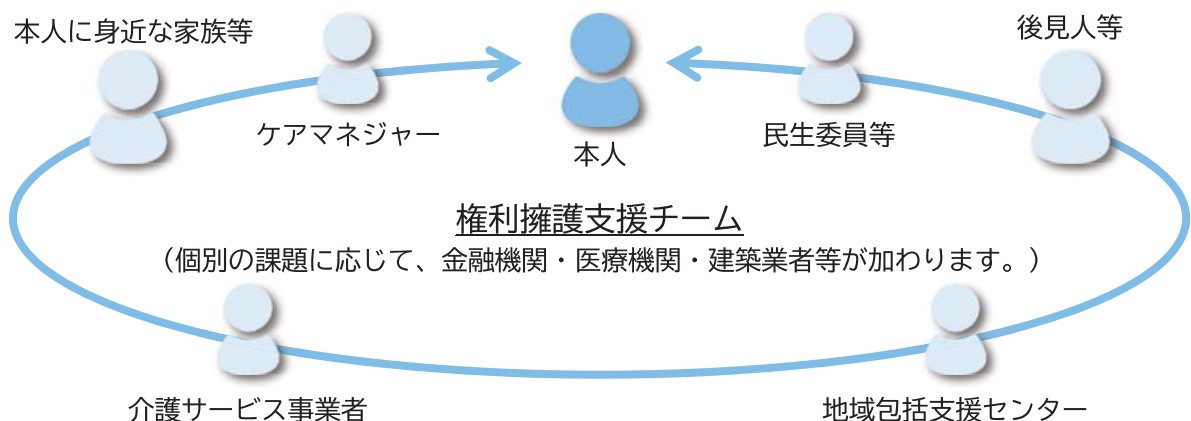 本人に身近な家族等
後見人等
ケアマネジャー
本人
民生委員等
権利擁護支援チーム
（個別の課題に応じて、金融機関・医療機関・建築業者等が加わります。）
介護サービス事業者
地域包括支援センター